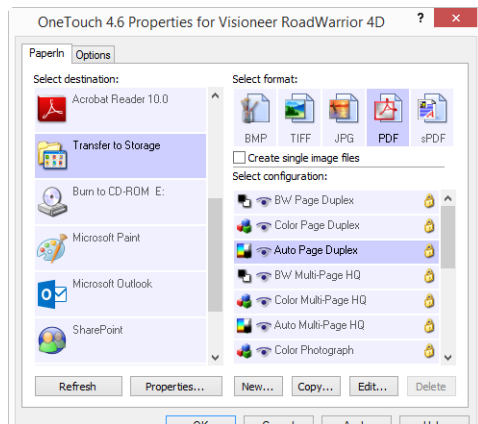 OneTouch 4.6 Properties for Visioneer RoadWarrior 4D ? ×
PaperIn Options
Select destination:
Acrobat Reader 10.0
Transfer to Storage
Burn to CD-ROM E:
Microsoft Paint
Microsoft Outlook
SharePoint
Refresh Properties...
Select format:
BMP TIFF JPG PDF sPDF
Create single image files
Select configuration:
BW Page Duplex
Color Page Duplex
Auto Page Duplex
BW Multi-Page HQ
Color Multi-Page HQ
Auto Multi-Page HQ
Color Photograph
New... Copy... Edit... Delete